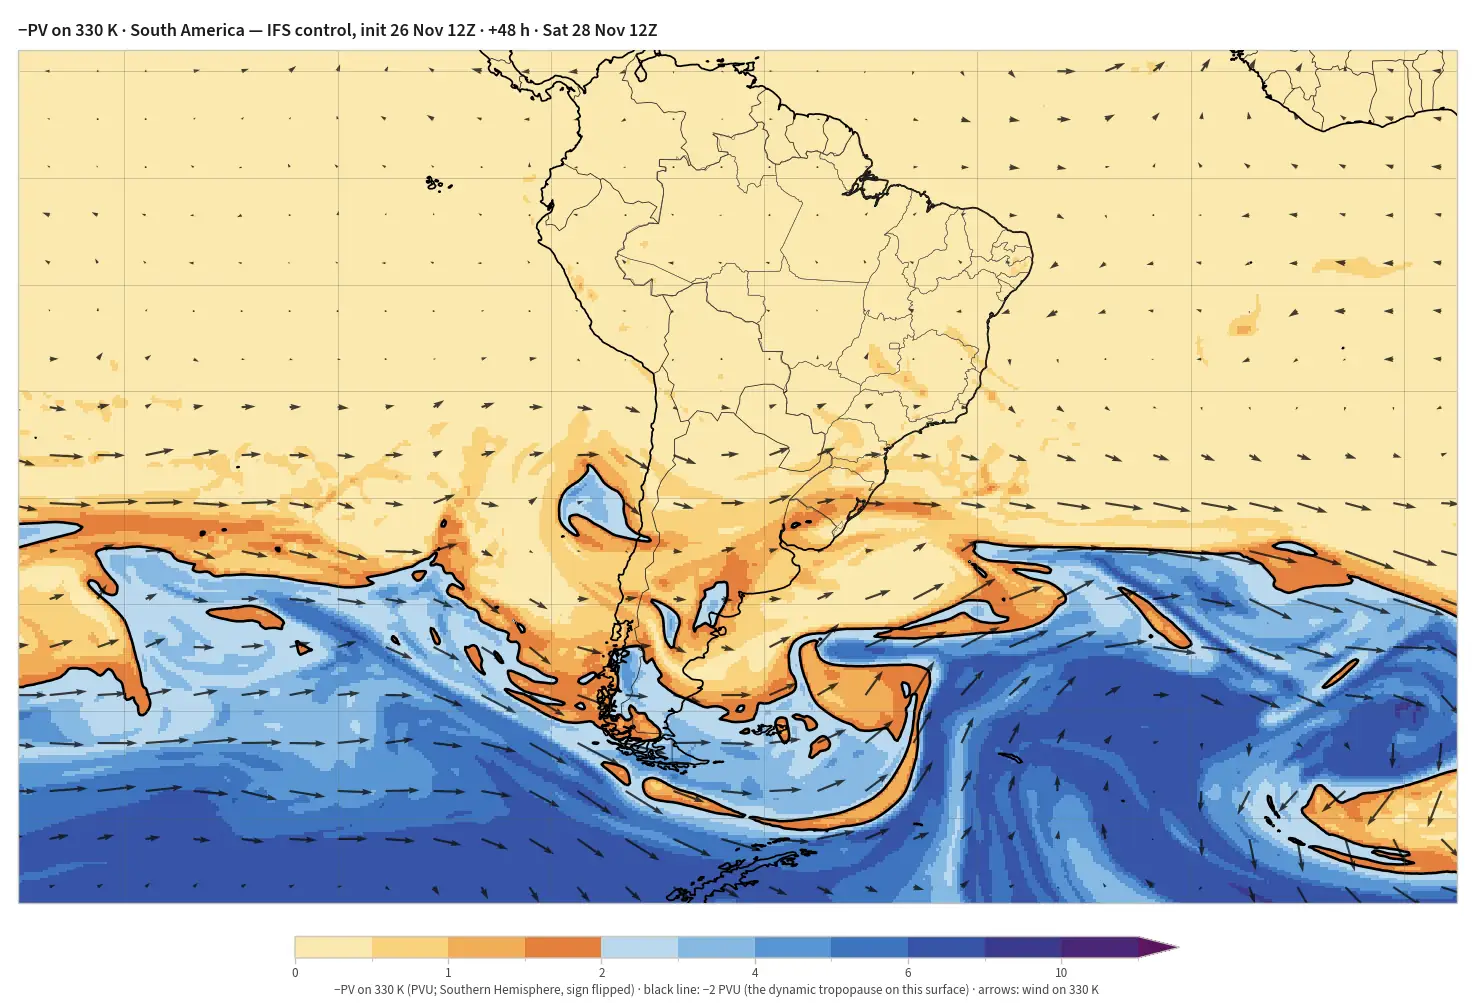 −PV on 330 K · South America — IFS control, init 26 Nov 12Z · +48 h · Sat 28 Nov 12Z
0 1 2 4 6 10
−PV on 330 K (PVU; Southern Hemisphere, sign flipped) · black line: −2 PVU (the dynamic tropopause on this surface) · arrows: wind on 330 K